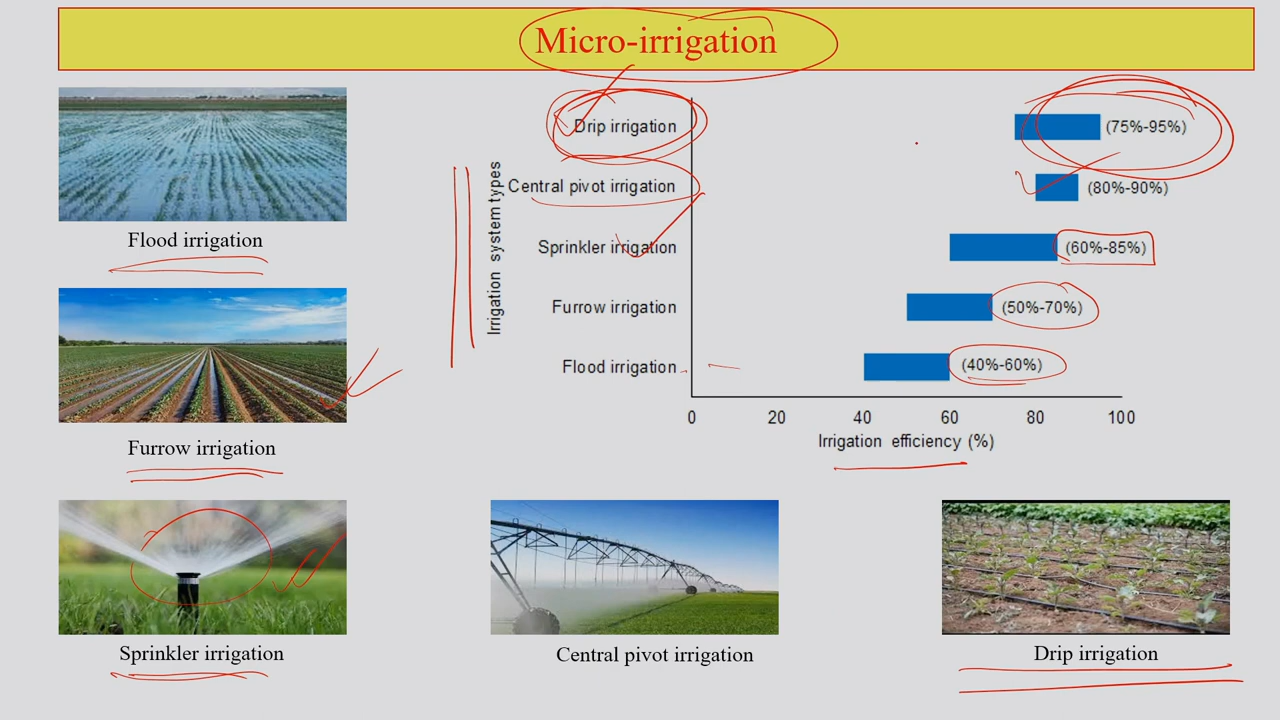 Micro-irrigation
Flood irrigation
Furrow irrigation
Sprinkler irrigation
Irrigation system types
Drip irrigation
(75%-95%)
Central pivot irrigation
(80%-90%)
Sprinkler irrigation
(60%-85%)
Furrow irrigation
(50%-70%)
Flood irrigation
(40%-60%)
0 20 40 60 80 100
Irrigation efficiency (%)
Central pivot irrigation
Drip irrigation